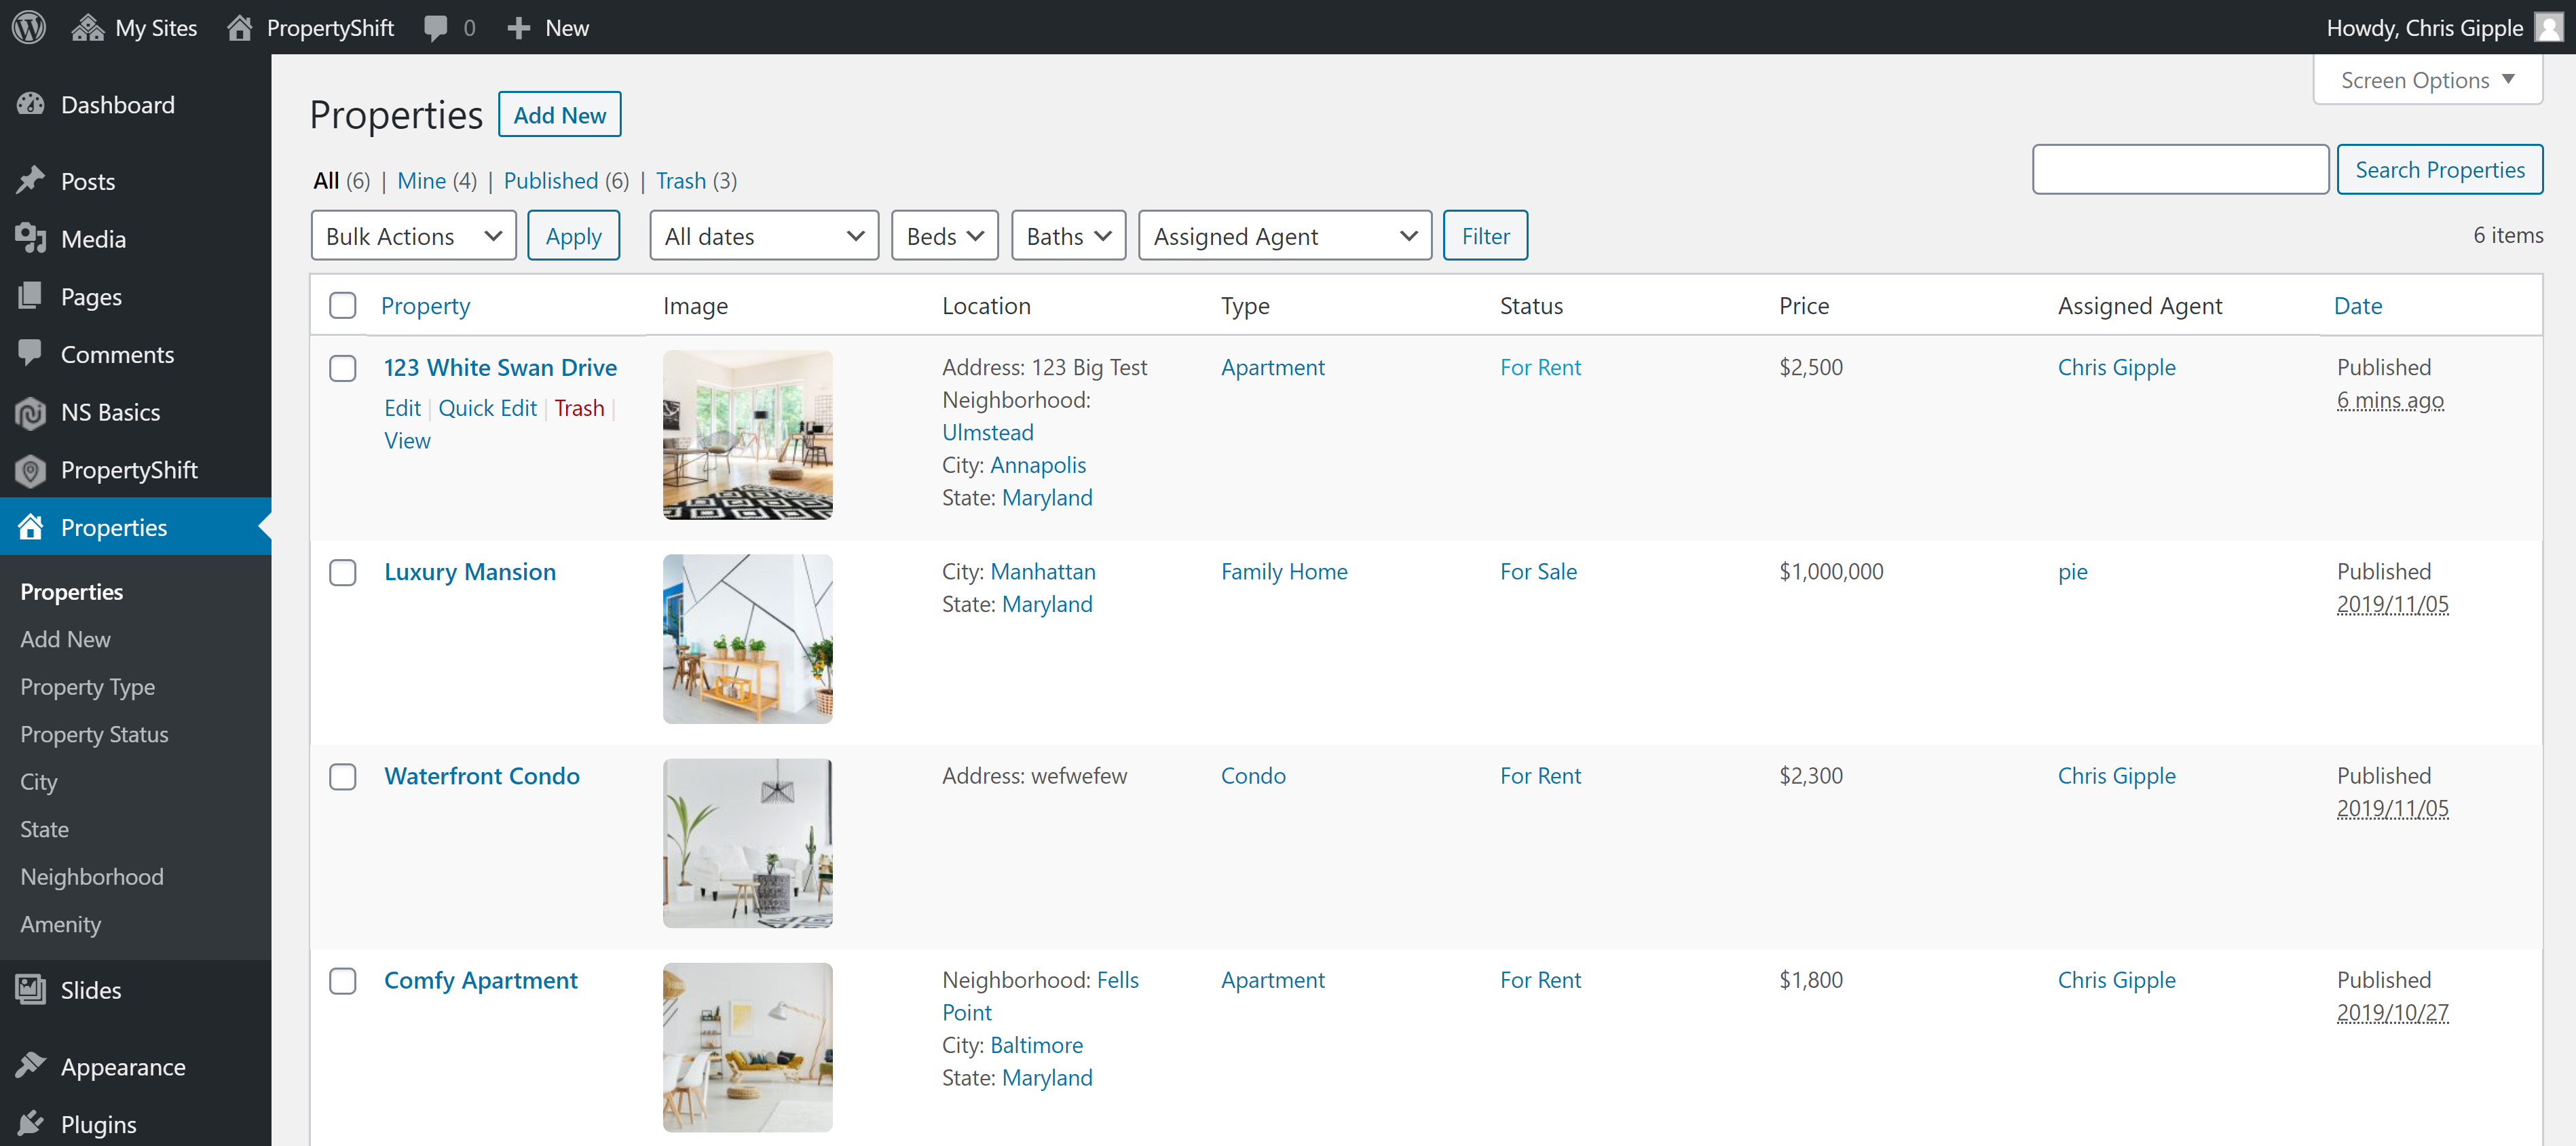 My Sites PropertyShift 0 New Howdy, Chris Gipple
Screen Options
Dashboard
Posts
Media
Pages
Comments
NS Basics
PropertyShift
Properties
Properties
Add New
Property Type
Property Status
City
State
Neighborhood
Amenity
Slides
Appearance
Plugins
Properties Add New
All (6) | Mine (4) | Published (6) | Trash (3)
Search Properties
Bulk Actions Apply All dates Beds Baths Assigned Agent Filter 6 items
Property Image Location Type Status Price Assigned Agent Date
123 White Swan Drive Address: 123 Big Test Apartment For Rent $2,500 Chris Gipple Published
Edit | Quick Edit | Trash | Neighborhood: 6 mins ago
View Ulmstead
City: Annapolis
State: Maryland
Luxury Mansion City: Manhattan Family Home For Sale $1,000,000 pie Published
State: Maryland 2019/11/05
Waterfront Condo Address: wefwefew Condo For Rent $2,300 Chris Gipple Published
2019/11/05
Comfy Apartment Neighborhood: Fells Apartment For Rent $1,800 Chris Gipple Published
Point 2019/10/27
City: Baltimore
State: Maryland